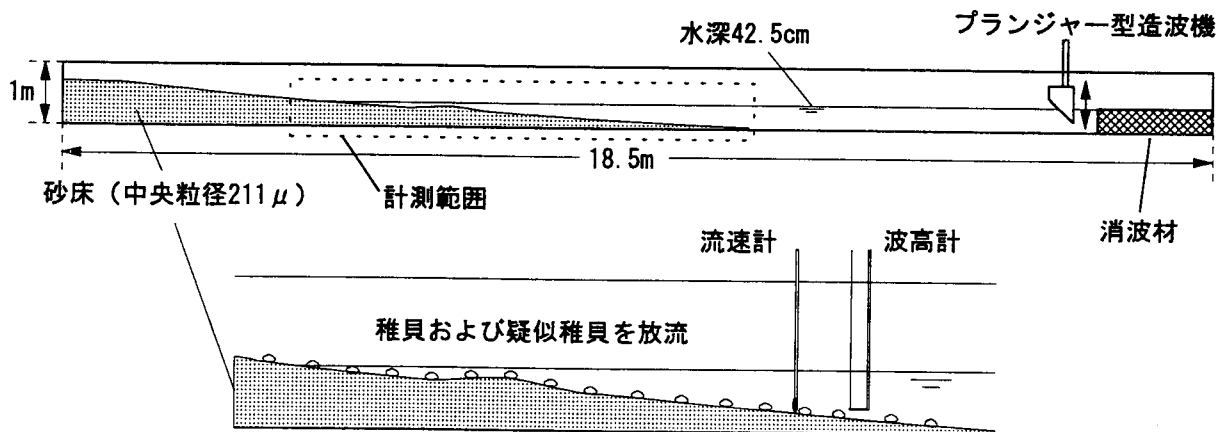 プランジャー型造波機
水深42.5cm
1m
18.5m
砂床（中央粒径211μ）
計測範囲
消波材
流速計
波高計
稚貝および疑似稚貝を放流